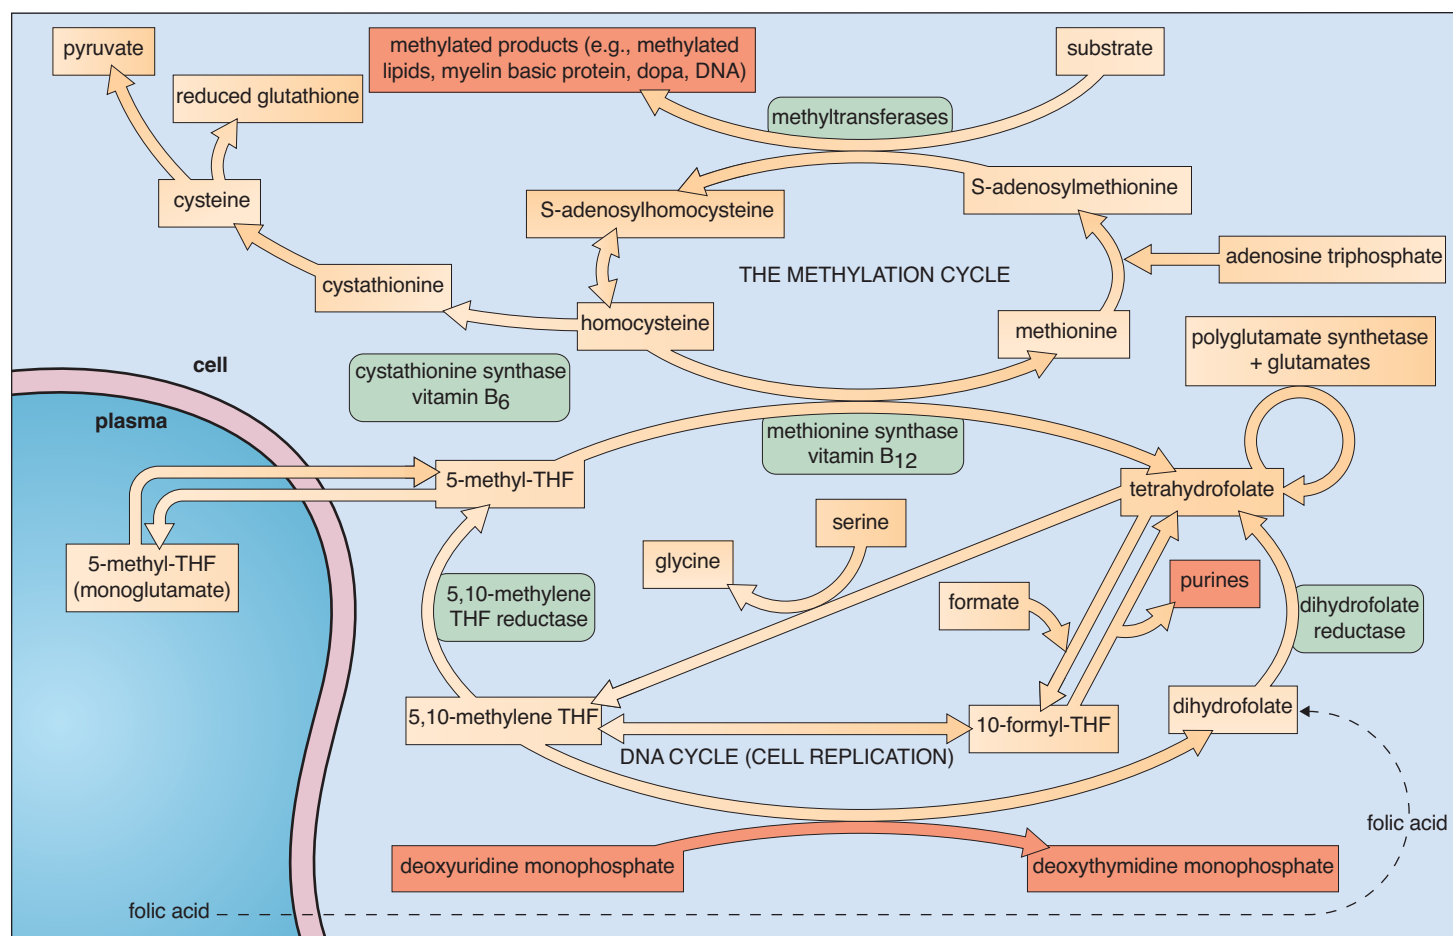 pyruvate
methylated products (e.g., methylated
lipids, myelin basic protein, dopa, DNA)
substrate
reduced glutathione
methyltransferases
cysteine
S-adenosylhomocysteine
S-adenosylmethionine
adenosine triphosphate
THE METHYLATION CYCLE
cystathionine
homocysteine
methionine
polyglutamate synthetase
+ glutamates
cell
cystathionine synthase
vitamin B6
plasma
methionine synthase
vitamin B12
5-methyl-THF
tetrahydrofolate
serine
glycine
5-methyl-THF
(monoglutamate)
5,10-methylene
THF reductase
formate
purines
dihydrofolate
reductase
5,10-methylene THF
10-formyl-THF
dihydrofolate
DNA CYCLE (CELL REPLICATION)
folic acid
deoxyuridine monophosphate
deoxythymidine monophosphate
folic acid